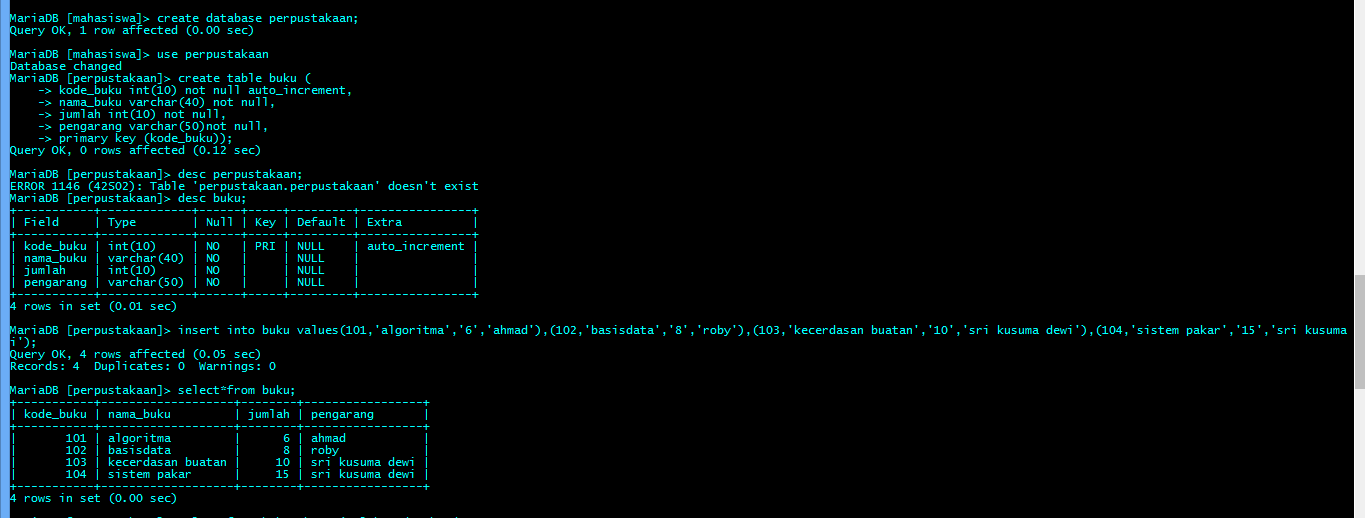 MariaDB [mahasiswa]> create database perpustakaan;
Query OK, 1 row affected (0.00 sec)
MariaDB [mahasiswa]> use perpustakaan
Database changed
MariaDB [perpustakaan]> create table buku (
    -> kode_buku int(10) not null auto_increment,
    -> nama_buku varchar(40) not null,
    -> jumlah int(10) not null,
    -> pengarang varchar(50)not null,
    -> primary key (kode_buku));
Query OK, 0 rows affected (0.12 sec)
MariaDB [perpustakaan]> desc perpustakaan;
ERROR 1146 (42S02): Table 'perpustakaan.perpustakaan' doesn't exist
MariaDB [perpustakaan]> desc buku;
+-----------+-------------+------+-----+---------+----------------+
| Field     | Type        | Null | Key | Default | Extra          |
+-----------+-------------+------+-----+---------+----------------+
| kode_buku | int(10)     | NO   | PRI | NULL    | auto_increment |
| nama_buku | varchar(40) | NO   |     | NULL    |                |
| jumlah    | int(10)     | NO   |     | NULL    |                |
| pengarang | varchar(50) | NO   |     | NULL    |                |
+-----------+-------------+------+-----+---------+----------------+
4 rows in set (0.01 sec)
MariaDB [perpustakaan]> insert into buku values(101,'algoritma','6','ahmad'),(102,'basisdata','8','roby'),(103,'kecerdasan buatan','10','sri kusuma dewi'),(104,'sistem pakar','15','sri kusuma
i');
Query OK, 4 rows affected (0.05 sec)
Records: 4  Duplicates: 0  Warnings: 0
MariaDB [perpustakaan]> select*from buku;
+-----------+-------------------+--------+-----------------+
| kode_buku | nama_buku         | jumlah | pengarang       |
+-----------+-------------------+--------+-----------------+
|       101 | algoritma         |      6 | ahmad           |
|       102 | basisdata         |      8 | roby            |
|       103 | kecerdasan buatan |     10 | sri kusuma dewi |
|       104 | sistem pakar      |     15 | sri kusuma dewi |
+-----------+-------------------+--------+-----------------+
4 rows in set (0.00 sec)